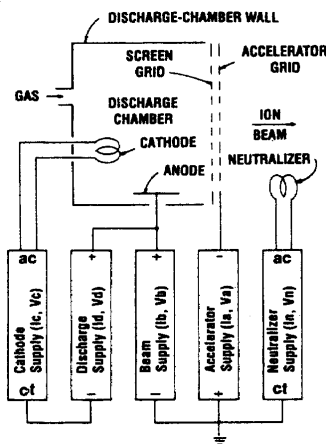 DISCHARGE-CHAMBER WALL
SCREEN
GRID
ACCELERATOR
GRID
GAS
DISCHARGE
CHAMBER
CATHODE
ION
BEAM
ANODE
NEUTRALIZER
ac
Cathode
Supply (Ic, Vc)
ct
+
Discharge
Supply (Id, Vd)
–
+
Beam
Supply (Ib, Vb)
–
–
Accelarator
Supply (Ia, Va)
+
ac
Neutralizer
Supply (In, Vn)
ct